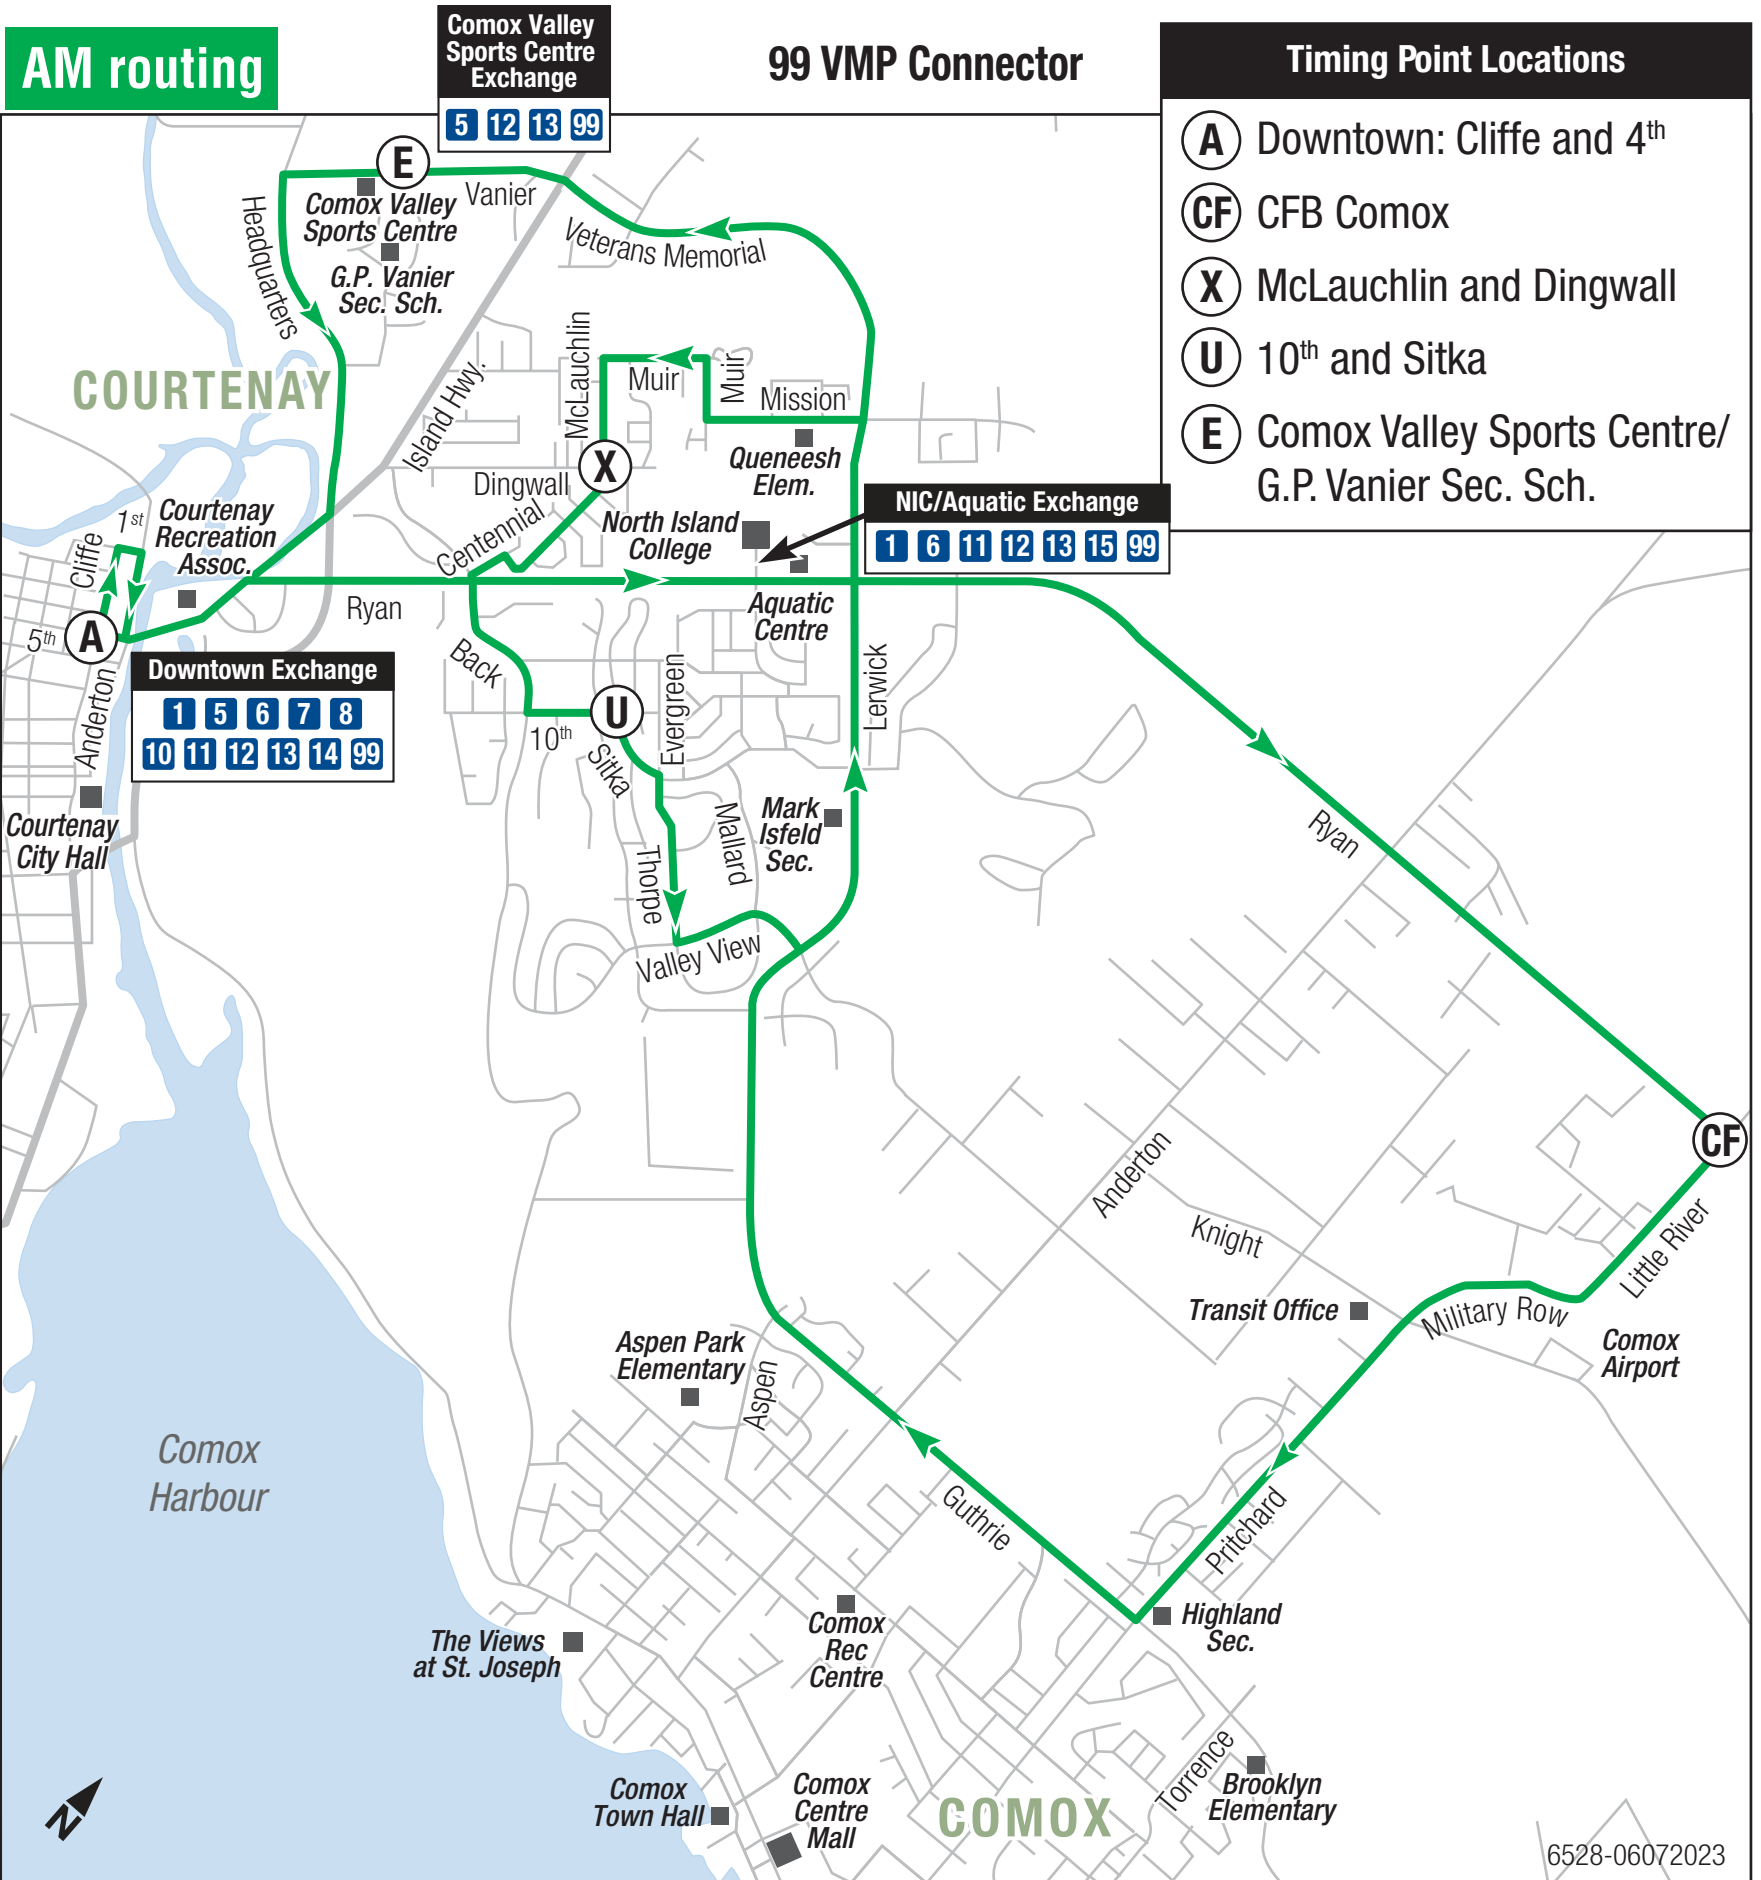 AM routing
Comox Valley
Sports Centre
Exchange
5 12 13 99
99 VMP Connector
Timing Point Locations
A Downtown: Cliffe and 4th
CF CFB Comox
X McLauchlin and Dingwall
U 10th and Sitka
E Comox Valley Sports Centre/
G.P. Vanier Sec. Sch.
E
Vanier
Comox Valley
Sports Centre
G.P. Vanier
Sec. Sch.
Headquarters
Veterans Memorial
COURTENAY
Island Hwy.
McLauchlin
Muir
Muir
Mission
Queneesh
Elem.
X
Dingwall
Centennial
North Island
College
NIC/Aquatic Exchange
1 6 11 12 13 15 99
1st
Courtenay
Recreation
Assoc.
Cliffe
Ryan
Aquatic
Centre
5th
A
Downtown Exchange
1 5 6 7 8
10 11 12 13 14 99
Anderton
Back
Evergreen
Lerwick
U
10th
Sitka
Courtenay
City Hall
Mark
Isfeld
Sec.
Mallard
Thorpe
Valley View
Ryan
CF
Anderton
Knight
Little River
Transit Office
Military Row
Comox
Airport
Aspen Park
Elementary
Aspen
Comox
Harbour
Guthrie
Pritchard
Highland
Sec.
Comox
Rec
Centre
The Views
at St. Joseph
Torrence
Brooklyn
Elementary
Comox
Town Hall
Comox
Centre
Mall
COMOX
N
6528-06072023